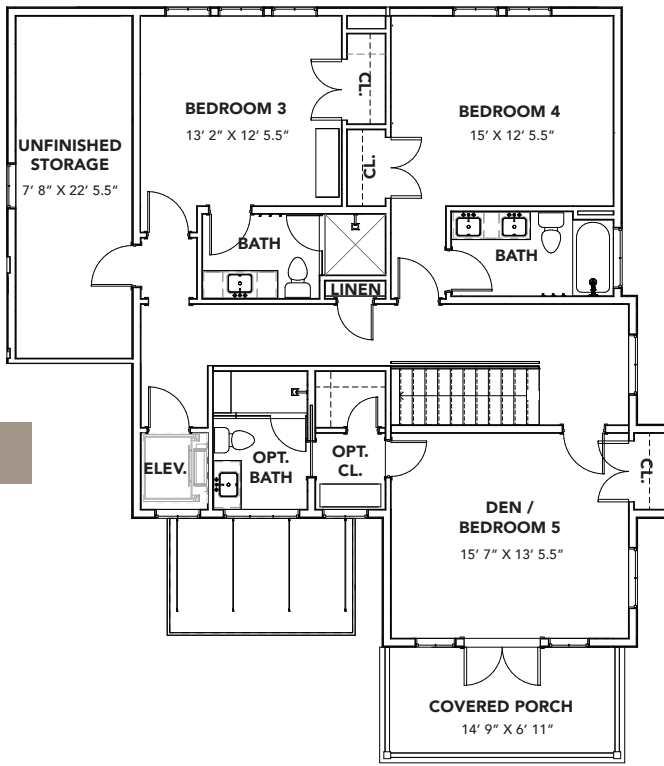 BEDROOM 3
13' 2" X 12' 5.5"
CL.
BEDROOM 4
15' X 12' 5.5"
UNFINISHED
STORAGE
7' 8" X 22' 5.5"
CL.
BATH
BATH
LINEN
ELEV.
OPT.
BATH
OPT.
CL.
CL.
DEN /
BEDROOM 5
15' 7" X 13' 5.5"
COVERED PORCH
14' 9" X 6' 11"